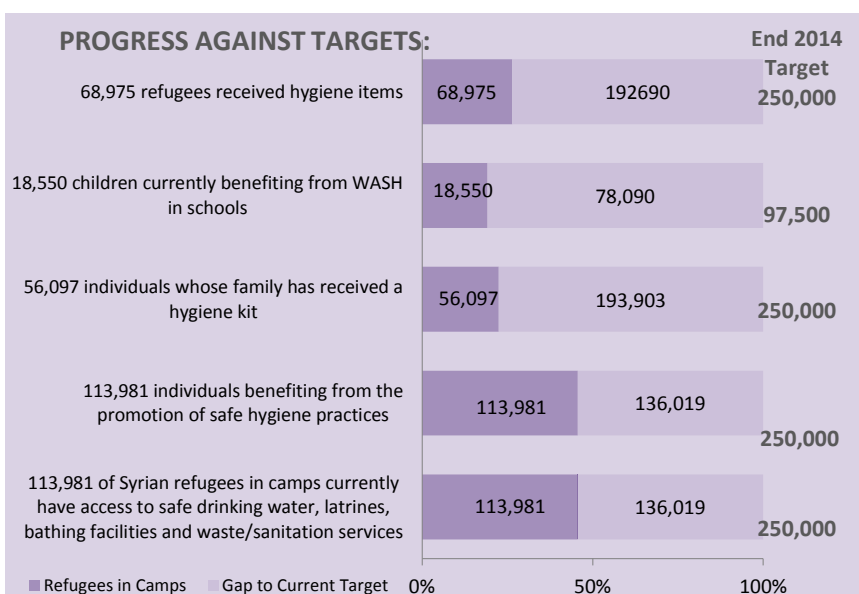 PROGRESS AGAINST TARGETS:
End 2014
Target
68,975 refugees received hygiene items
68,975
192690
250,000
18,550 children currently benefiting from WASH
in schools
18,550
78,090
97,500
56,097 individuals whose family has received a
hygiene kit
56,097
193,903
250,000
113,981 individuals benefiting from the
promotion of safe hygiene practices
113,981
136,019
250,000
113,981 of Syrian refugees in camps currently
have access to safe drinking water, latrines,
bathing facilities and waste/sanitation services
113,981
136,019
250,000
Refugees in Camps
Gap to Current Target
0%
50%
100%